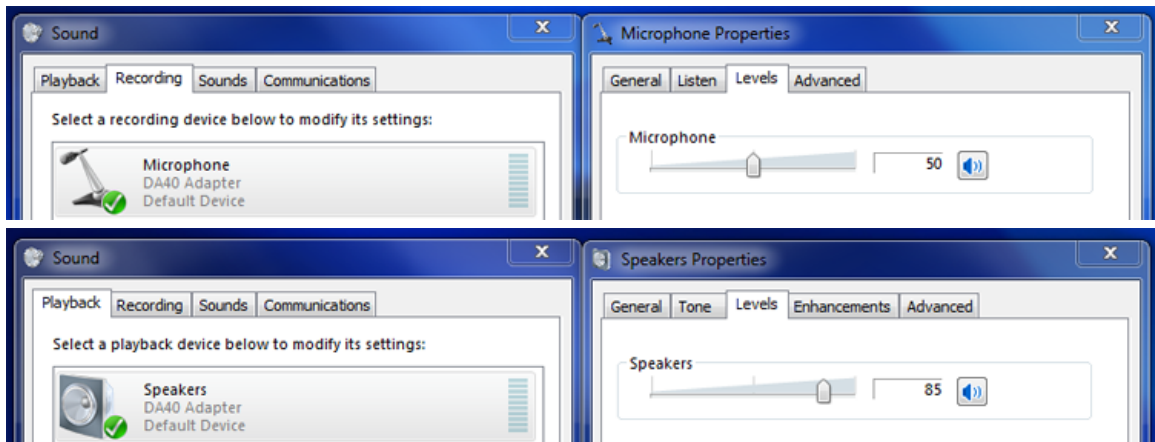 Sound
Playback Recording Sounds Communications
Select a recording device below to modify its settings:
Microphone
DA40 Adapter
Default Device
Microphone Properties
General Listen Levels Advanced
Microphone
50
Sound
Playback Recording Sounds Communications
Select a playback device below to modify its settings:
Speakers
DA40 Adapter
Default Device
Speakers Properties
General Tone Levels Enhancements Advanced
Speakers
85